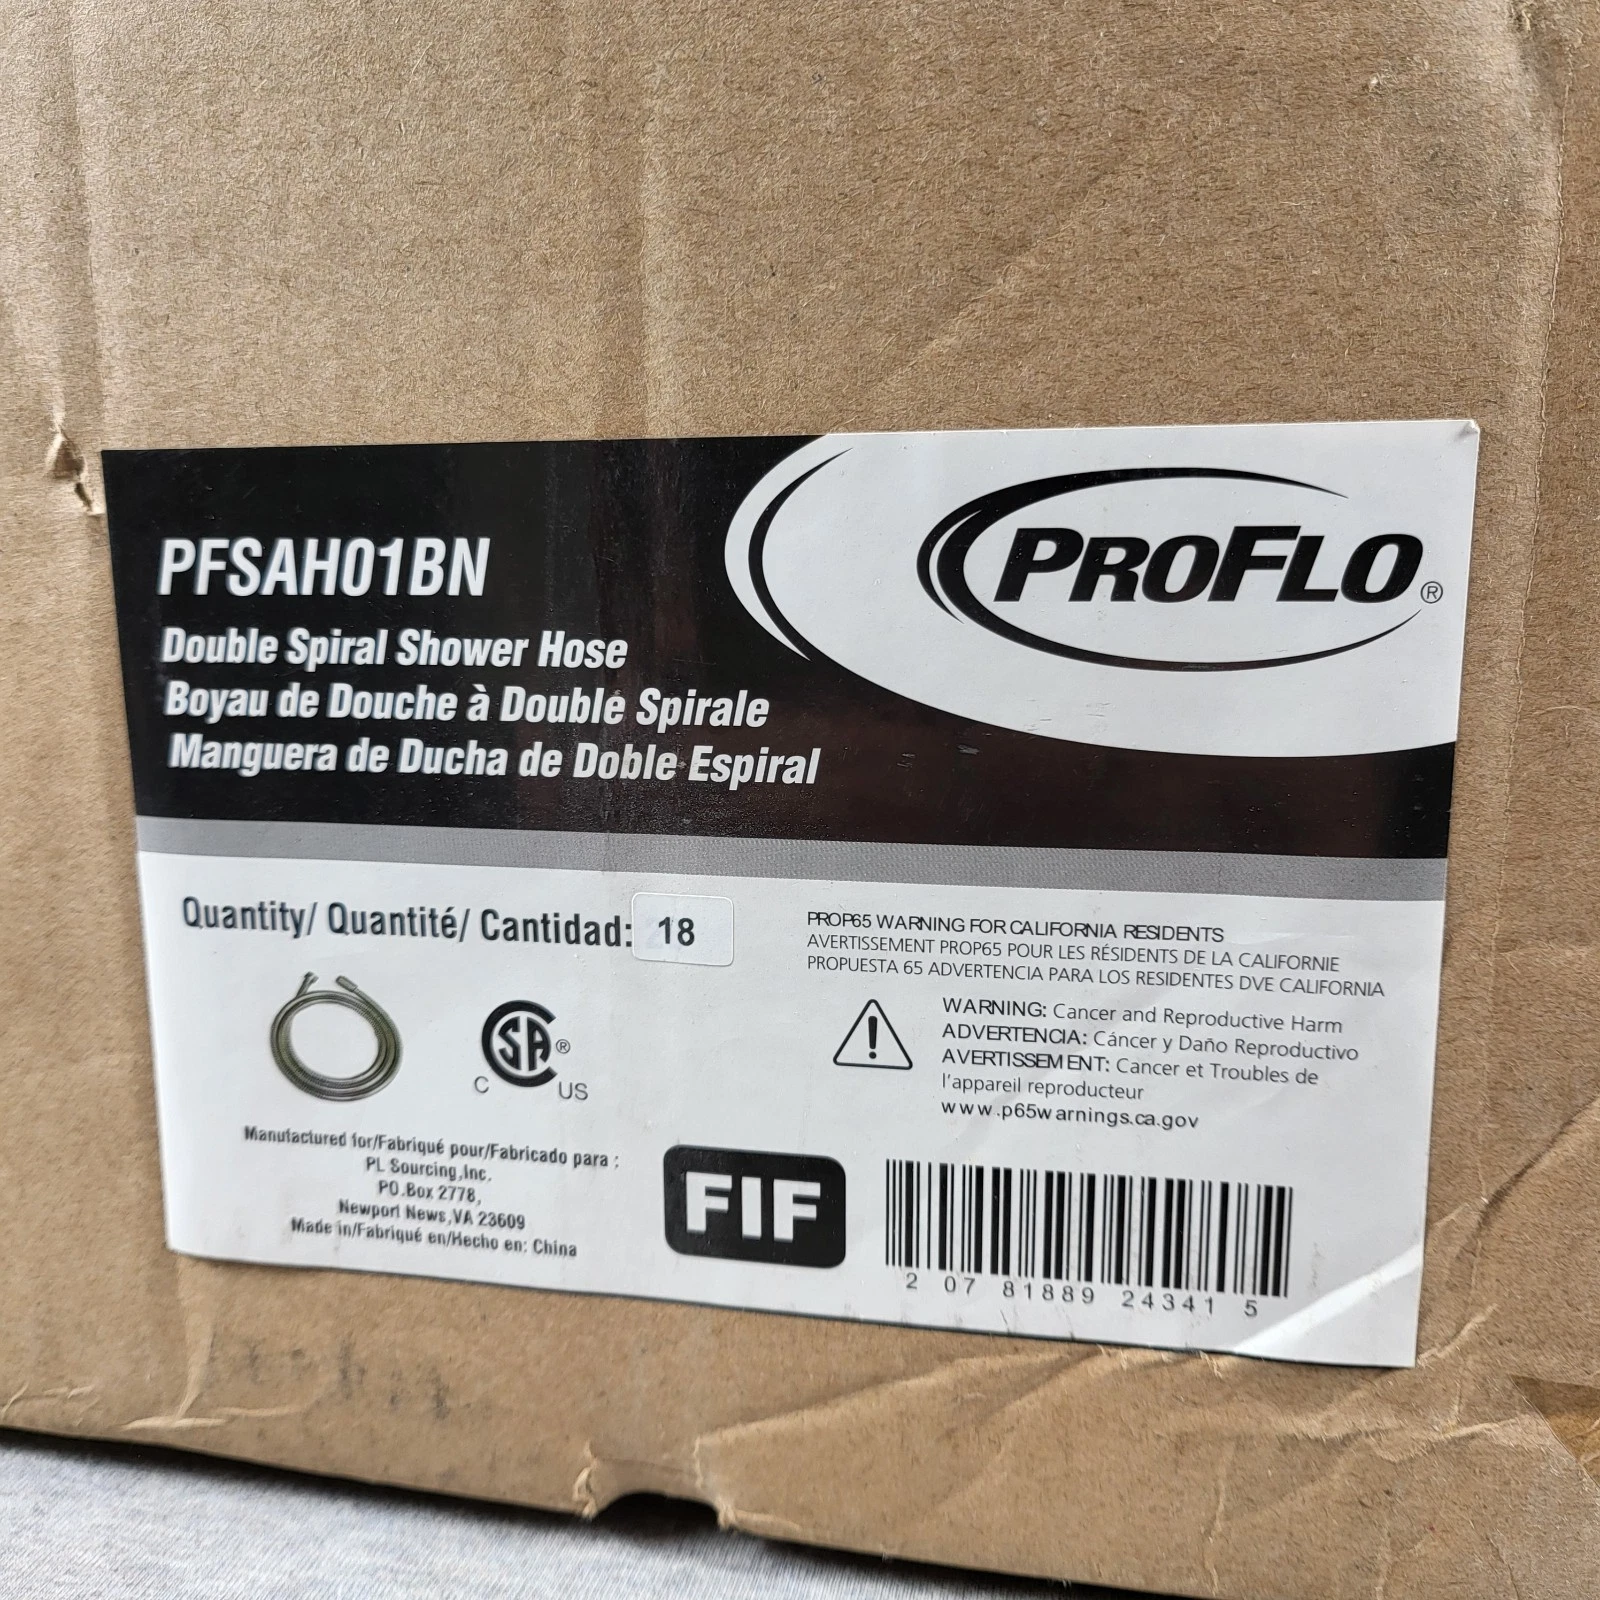 PROFLO®
PFSAH01BN
Double Spiral Shower Hose
Boyau de Douche à Double Spirale
Manguera de Ducha de Doble Espiral
Quantity/ Quantité/ Cantidad: 18
PROP65 WARNING FOR CALIFORNIA RESIDENTS
AVERTISSEMENT PROP65 POUR LES RÉSIDENTS DE LA CALIFORNIE
PROPUESTA 65 ADVERTENCIA PARA LOS RESIDENTES DVE CALIFORNIA
WARNING: Cancer and Reproductive Harm
ADVERTENCIA: Cáncer y Daño Reproductivo
AVERTISSEMENT: Cancer et Troubles de
l'appareil reproducteur
www.p65warnings.ca.gov
CSA®
C US
Manufactured for/Fabriqué pour/Fabricado para :
PL Sourcing,Inc.
PO.Box 2778,
Newport News,VA 23609
Made in/Fabriqué en/Hecho en: China
FIF
2 07 81889 24341 5